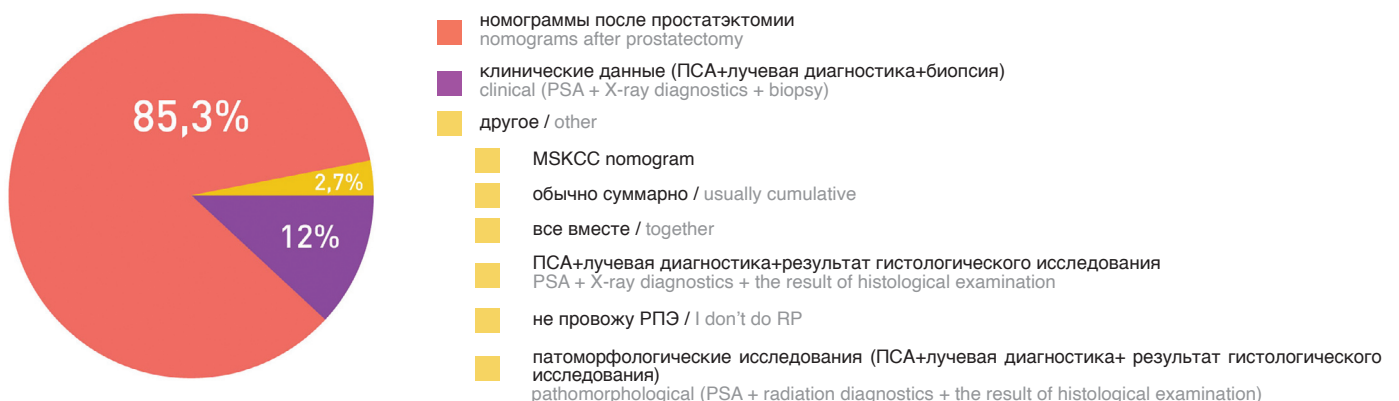 85,3%
2,7%
12%
номограммы после простатэктомии
nomograms after prostatectomy
клинические данные (ПСА+лучевая диагностика+биопсия)
clinical (PSA + X-ray diagnostics + biopsy)
другое / other
MSKCC nomogram
обычно суммарно / usually cumulative
все вместе / together
ПСА+лучевая диагностика+результат гистологического исследования
PSA + X-ray diagnostics + the result of histological examination
не провожу РПЭ / I don't do RP
патоморфологические исследования (ПСА+лучевая диагностика+ результат гистологического
исследования)
pathomorphological (PSA + radiation diagnostics + the result of histological examination)